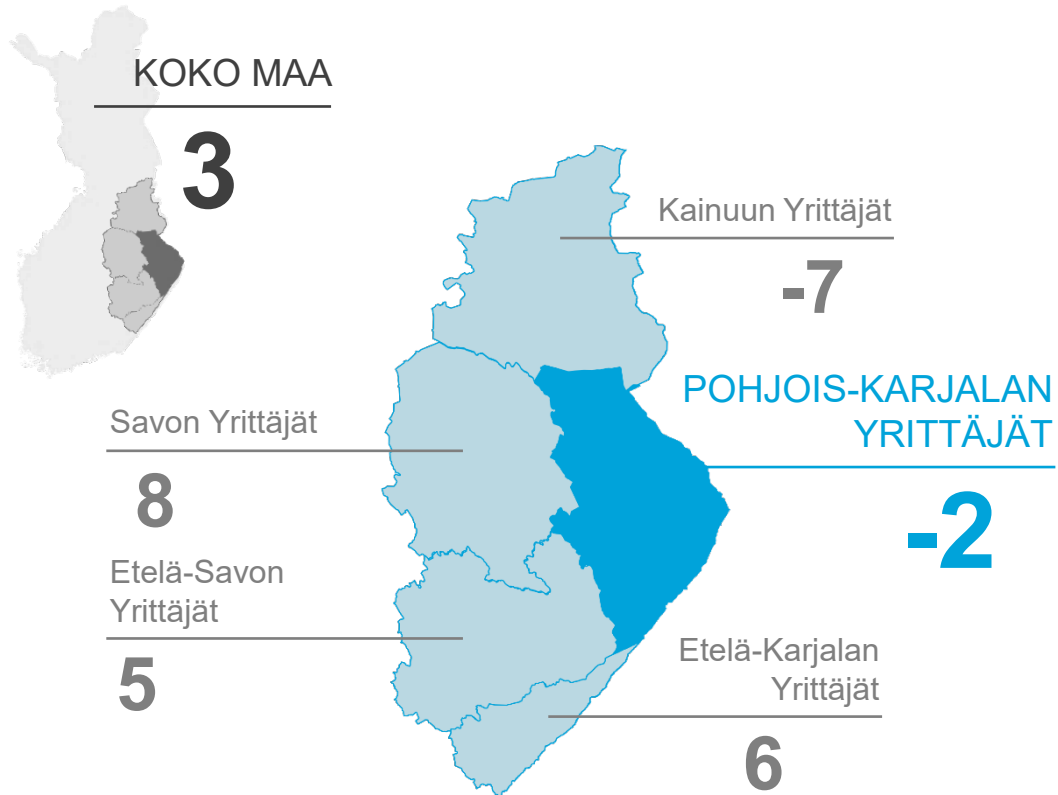 KOKO MAA
3
Kainuun Yrittäjät
-7
POHJOIS-KARJALAN
YRITTÄJÄT
-2
Savon Yrittäjät
8
Etelä-Savon
Yrittäjät
5
Etelä-Karjalan
Yrittäjät
6